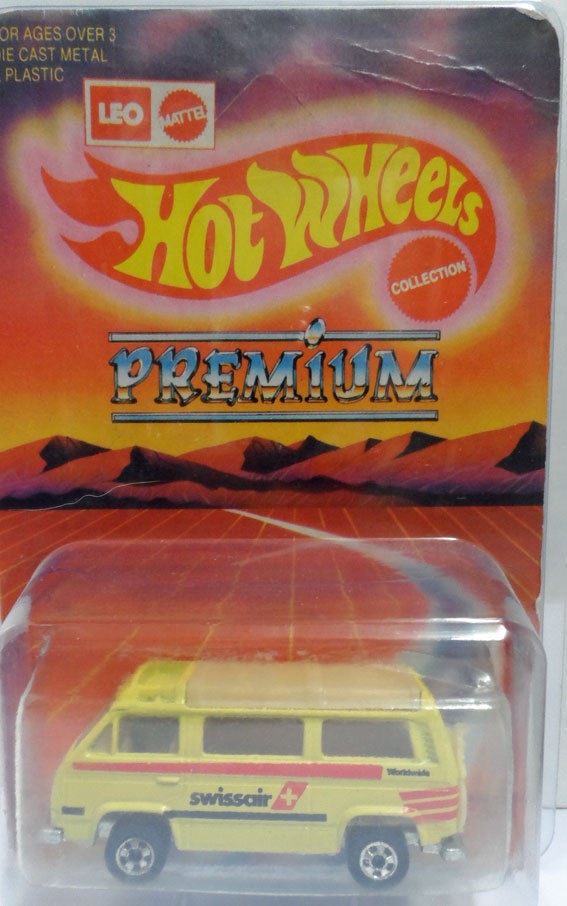 OR AGES OVER 3
IE CAST METAL
PLASTIC
LEO
MATTEL
HOT WHEELS
COLLECTION
PREMIUM
Worldwide
swissair